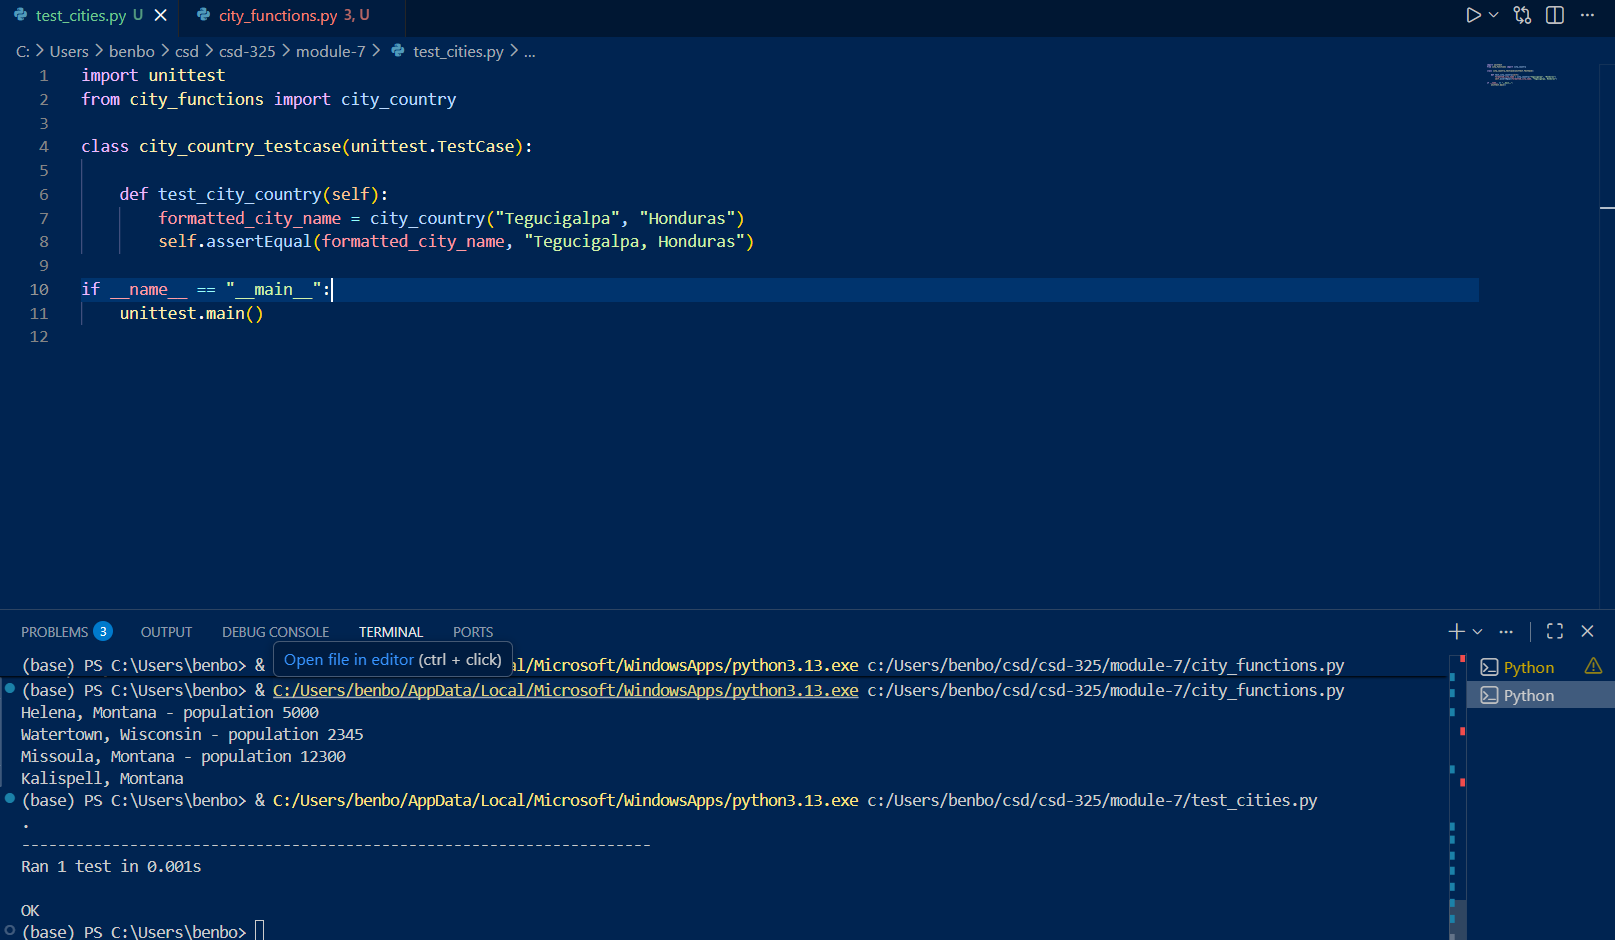 test_cities.py U
city_functions.py 3, U
C: > Users > benbo > csd > csd-325 > module-7 > test_cities.py > ...
1 import unittest
2 from city_functions import city_country
3
4 class city_country_testcase(unittest.TestCase):
5
6     def test_city_country(self):
7         formatted_city_name = city_country("Tegucigalpa", "Honduras")
8         self.assertEqual(formatted_city_name, "Tegucigalpa, Honduras")
9
10 if __name__ == "__main__":
11     unittest.main()
12
PROBLEMS 3 OUTPUT DEBUG CONSOLE TERMINAL PORTS
Open file in editor (ctrl + click)
(base) PS C:\Users\benbo> & al/Microsoft/WindowsApps/python3.13.exe c:/Users/benbo/csd/csd-325/module-7/city_functions.py
(base) PS C:\Users\benbo> & C:/Users/benbo/AppData/Local/Microsoft/WindowsApps/python3.13.exe c:/Users/benbo/csd/csd-325/module-7/city_functions.py
Helena, Montana - population 5000
Watertown, Wisconsin - population 2345
Missoula, Montana - population 12300
Kalispell, Montana
(base) PS C:\Users\benbo> & C:/Users/benbo/AppData/Local/Microsoft/WindowsApps/python3.13.exe c:/Users/benbo/csd/csd-325/module-7/test_cities.py
.
----------------------------------------------------------------------
Ran 1 test in 0.001s

OK
(base) PS C:\Users\benbo>
Python
Python